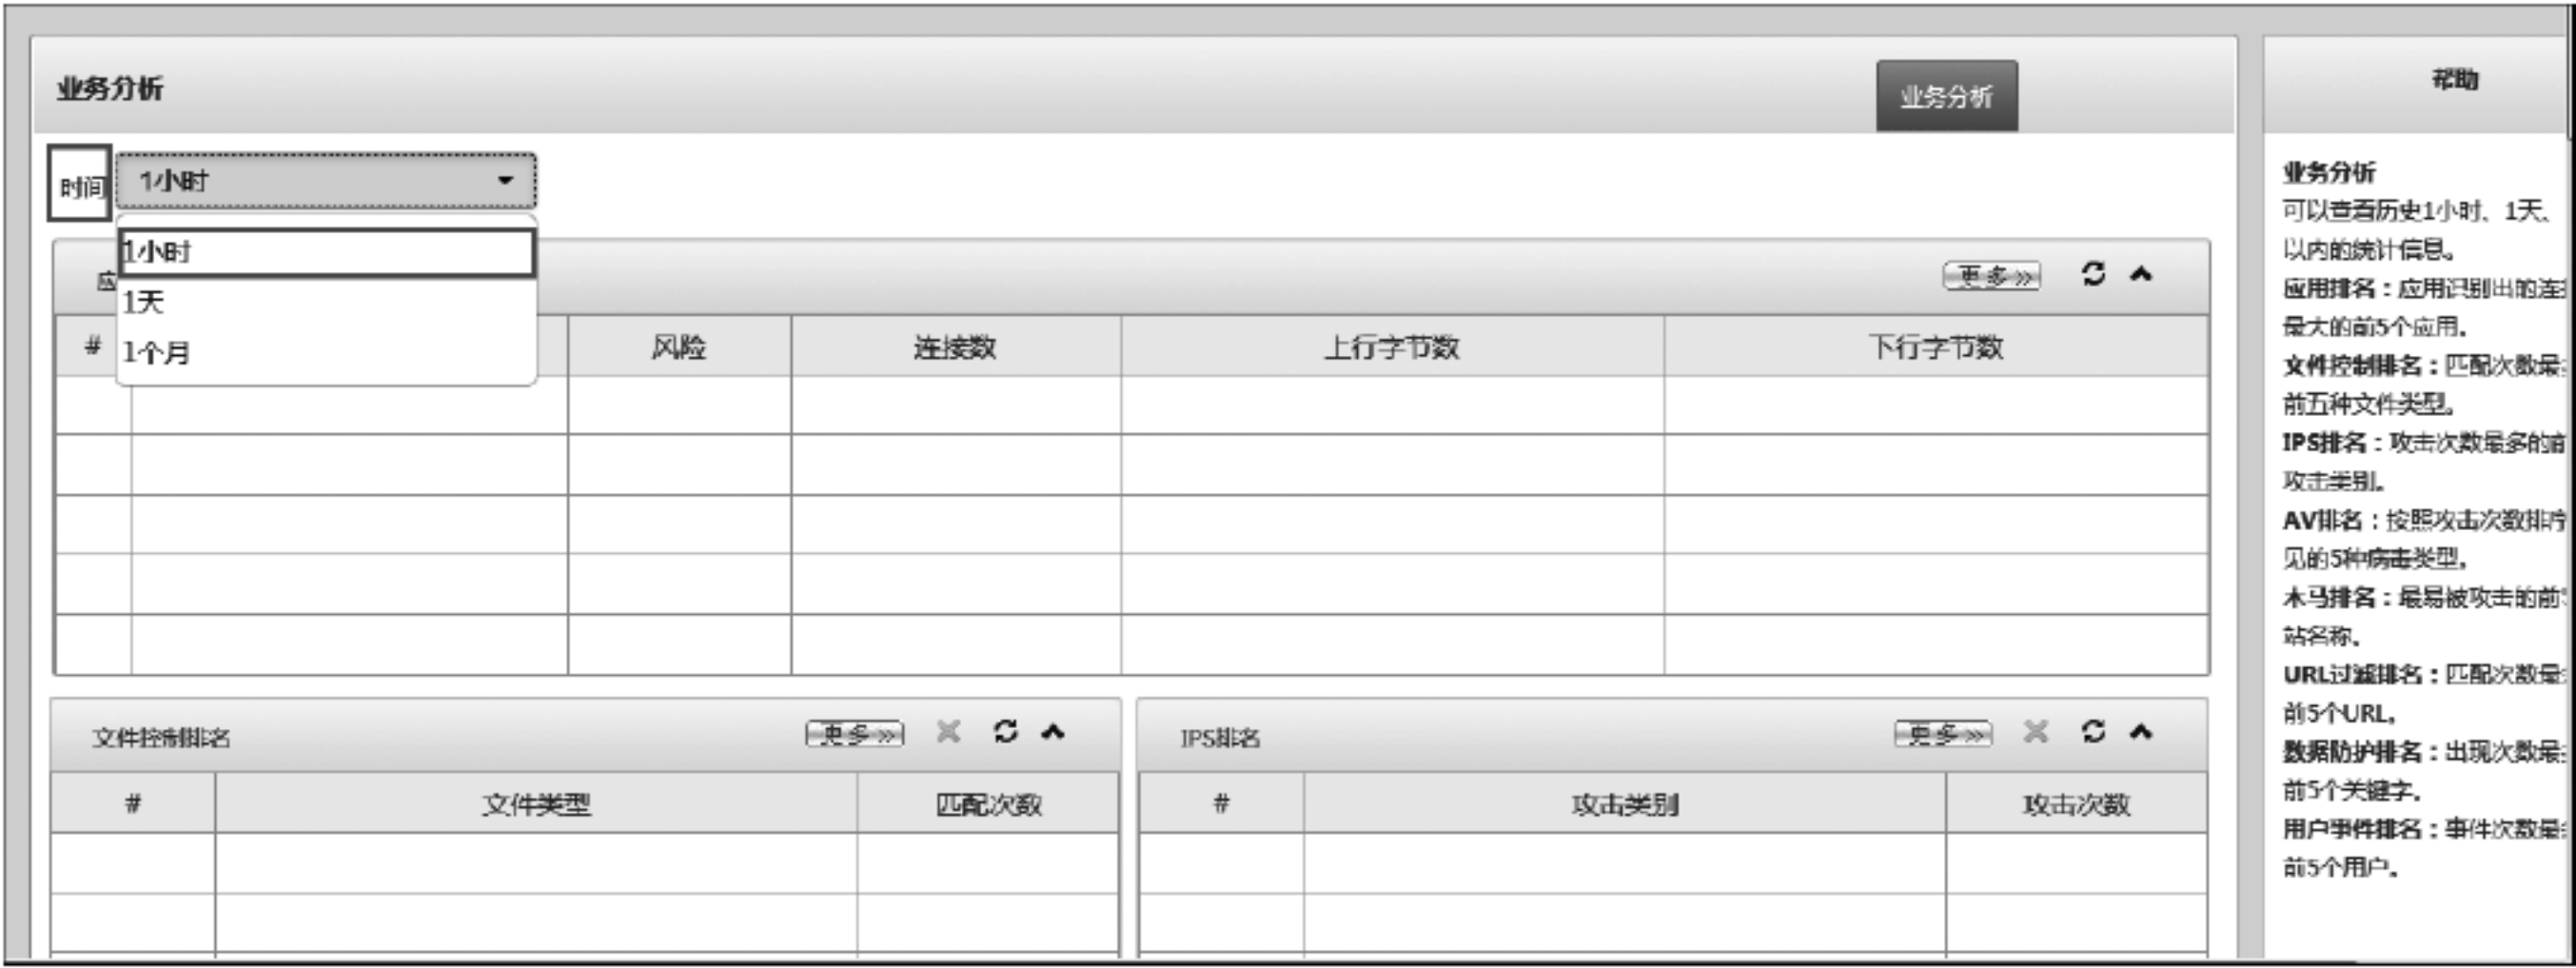 业务分析
业务分析
时间
1小时
1小时
1天
1个月
应
更多 »
#
风险
连接数
上行字节数
下行字节数
文件控制排名
更多 »
#
文件类型
匹配次数
IPS排名
更多 »
#
攻击类别
攻击次数
帮助
业务分析
可以查看历史1小时、1天、
以内的统计信息。
应用排名：应用识别出的连
最大的前5个应用。
文件控制排名：匹配次数最
前五种文件类型。
IPS排名：攻击次数最多的前
攻击类别。
AV排名：按照攻击次数排序
见的5种病毒类型。
木马排名：最易被攻击的前
站名称。
URL过滤排名：匹配次数最
前5个URL。
数据防护排名：出现次数最
前5个关键字。
用户事件排名：事件次数最
前5个用户。